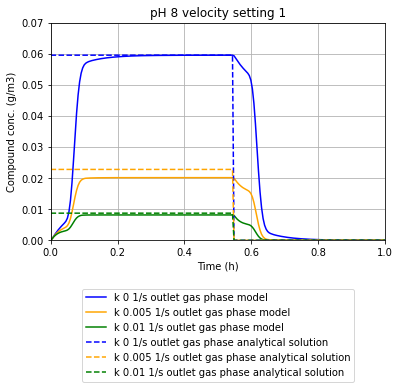 pH 8 velocity setting 1
Compound conc. (g/m3)
0.07
0.06
0.05
0.04
0.03
0.02
0.01
0.00
0.0 0.2 0.4 0.6 0.8 1.0
Time (h)
k 0 1/s outlet gas phase model
k 0.005 1/s outlet gas phase model
k 0.01 1/s outlet gas phase model
k 0 1/s outlet gas phase analytical solution
k 0.005 1/s outlet gas phase analytical solution
k 0.01 1/s outlet gas phase analytical solution